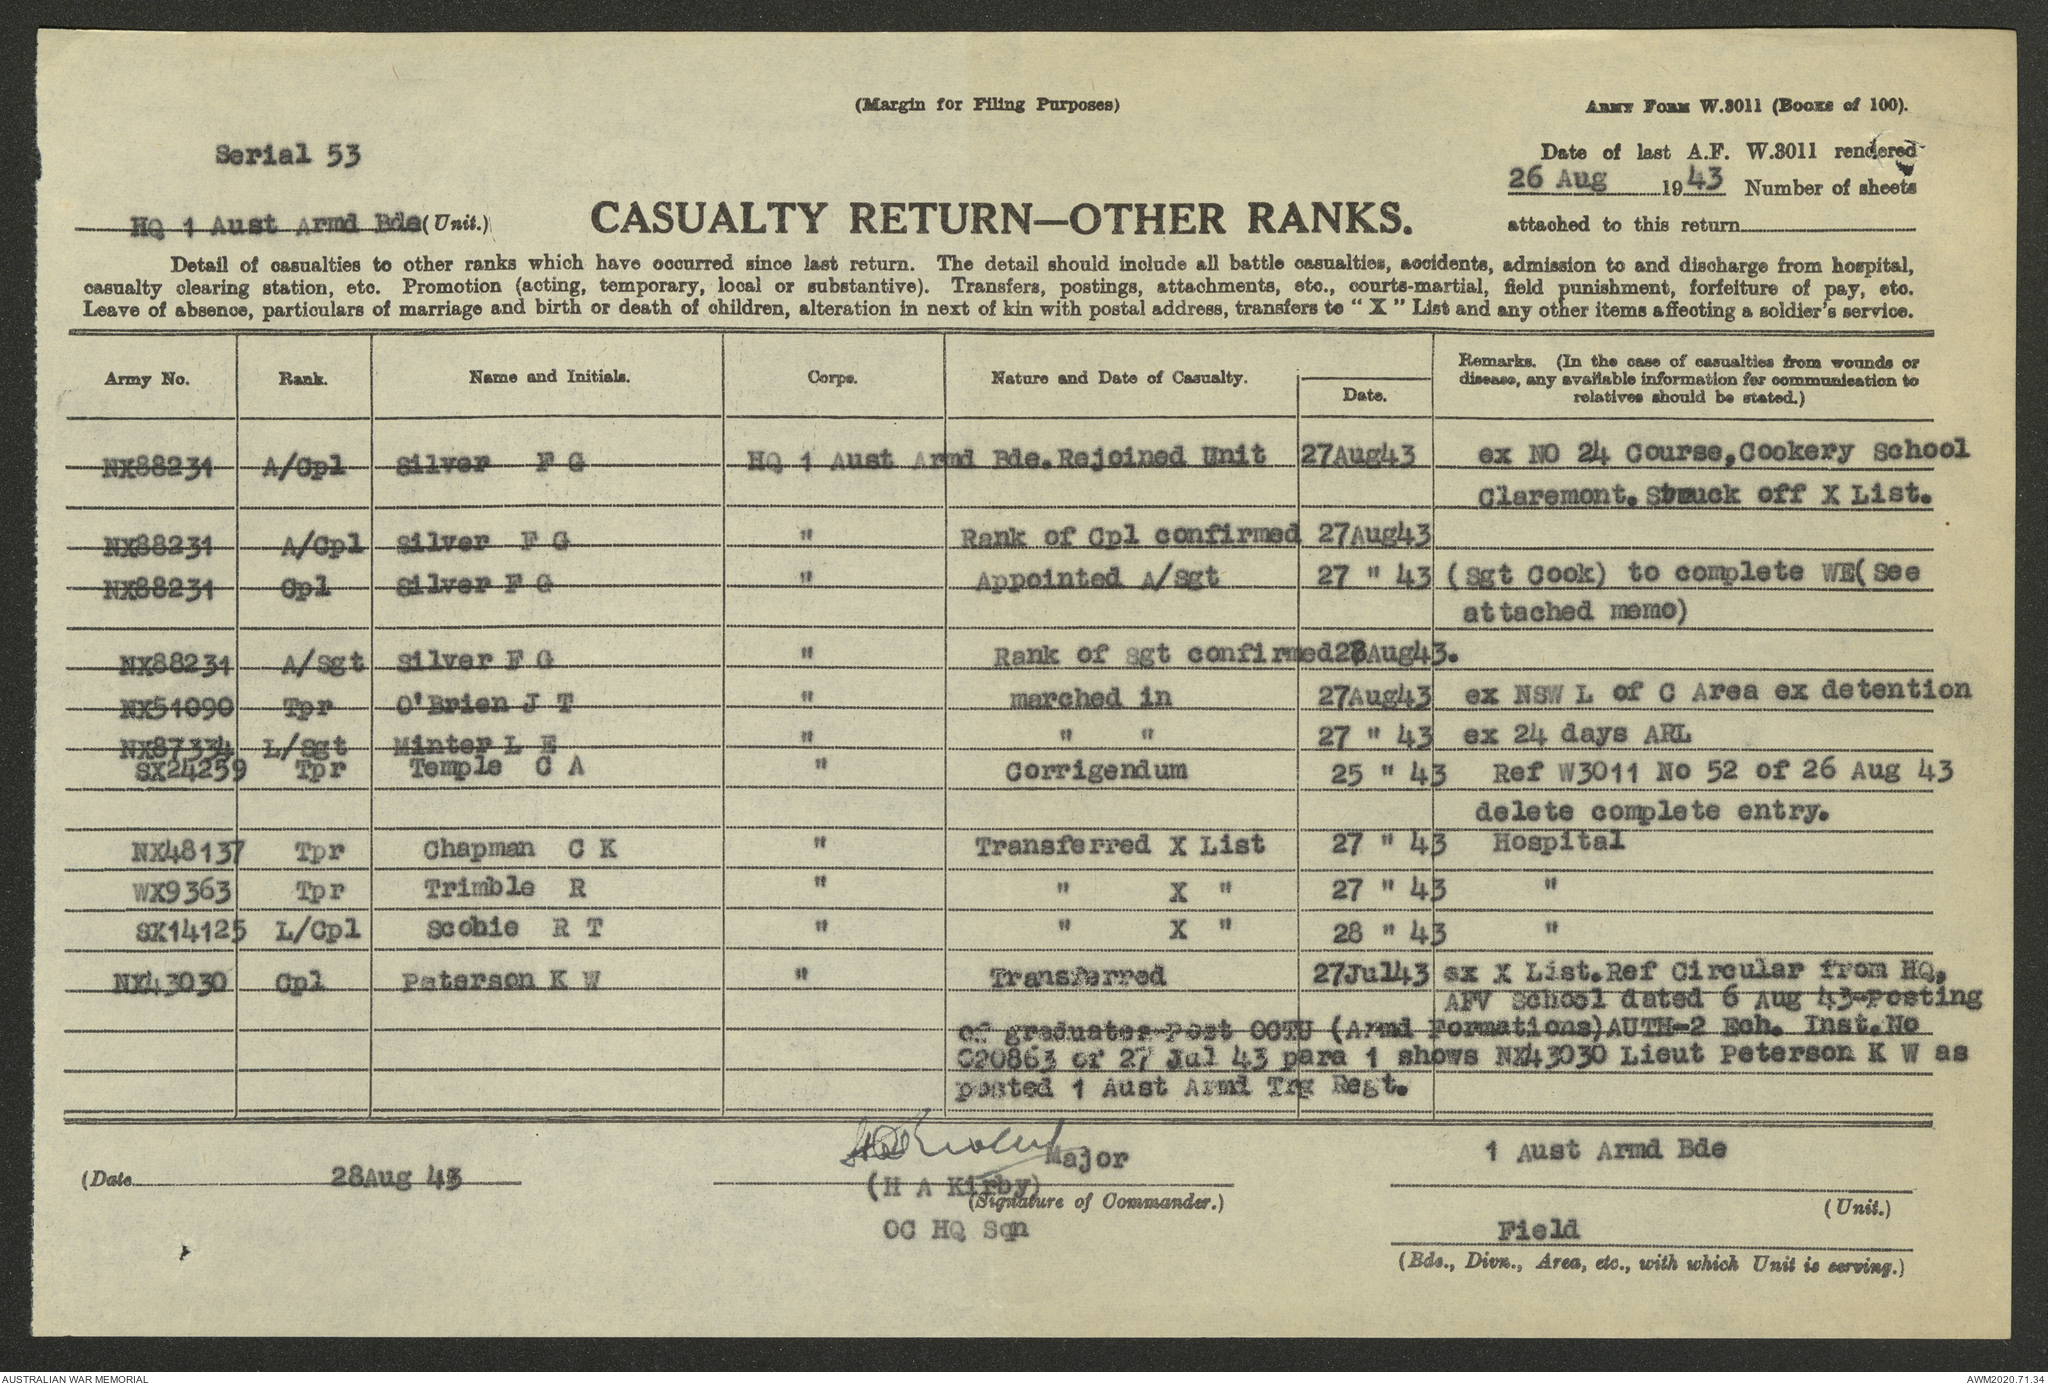 (Margin for Filing Purposes)
ARMY FORM W.3011 (Books of 100).
Serial 53
Date of last A.F. W.3011 rendered
26 Aug 1943 Number of sheets
attached to this return
HQ 1 Aust Armd Bde (Unit.)
CASUALTY RETURN—OTHER RANKS.
Detail of casualties to other ranks which have occurred since last return. The detail should include all battle casualties, accidents, admission to and discharge from hospital,
casualty clearing station, etc. Promotion (acting, temporary, local or substantive). Transfers, postings, attachments, etc., courts-martial, field punishment, forfeiture of pay, etc.
Leave of absence, particulars of marriage and birth or death of children, alteration in next of kin with postal address, transfers to "X" List and any other items affecting a soldier's service.
Army No. Rank. Name and Initials. Corps. Nature and Date of Casualty. Date.
Remarks. (In the case of casualties from wounds or
disease, any available information for communication to
relatives should be stated.)
NX88231 A/Cpl Silver F G HQ 1 Aust Armd Bde. Rejoined Unit 27Aug43 ex NO 24 Course, Cookery School
Claremont. Struck off X List.
NX88231 A/Cpl Silver F G " Rank of Cpl confirmed 27Aug43
NX88231 Cpl Silver F G " Appointed A/Sgt 27 " 43 (Sgt Cook) to complete WE(See
attached memo)
NX88231 A/Sgt Silver F G " Rank of Sgt confirmed 28Aug43.
NX51090 Tpr O'Brien J T " marched in 27Aug43 ex NSW L of C Area ex detention
NX87334 L/Sgt Minter L E " " " 27 " 43 ex 24 days ARL
SX24259 Tpr Temple C A " Corrigendum 25 " 43 Ref W3011 No 52 of 26 Aug 43
delete complete entry.
NX48137 Tpr Chapman C K " Transferred X List 27 " 43 Hospital
WX9363 Tpr Trimble R " " X " 27 " 43 "
SX14125 L/Cpl Scobie R T " " X " 28 " 43 "
NX43030 Cpl Peterson K W " Transferred 27Jul43 ex X List. Ref Circular from HQ,
AFV School dated 6 Aug 43-Posting
of graduates-Post OCTU (Armd Formations) AUTH-2 Ech. Inst. No
C20863 of 27 Jul 43 para 1 shows NX43030 Lieut Peterson K W as
posted 1 Aust Armd Trg Regt.
(Date 28Aug 43
Major
(H A Kirby)
(Signature of Commander.)
OC HQ Sqn
1 Aust Armd Bde
(Unit.)
Field
(Bde., Divn., Area, etc., with which Unit is serving.)
AUSTRALIAN WAR MEMORIAL
AWM2020.71.34